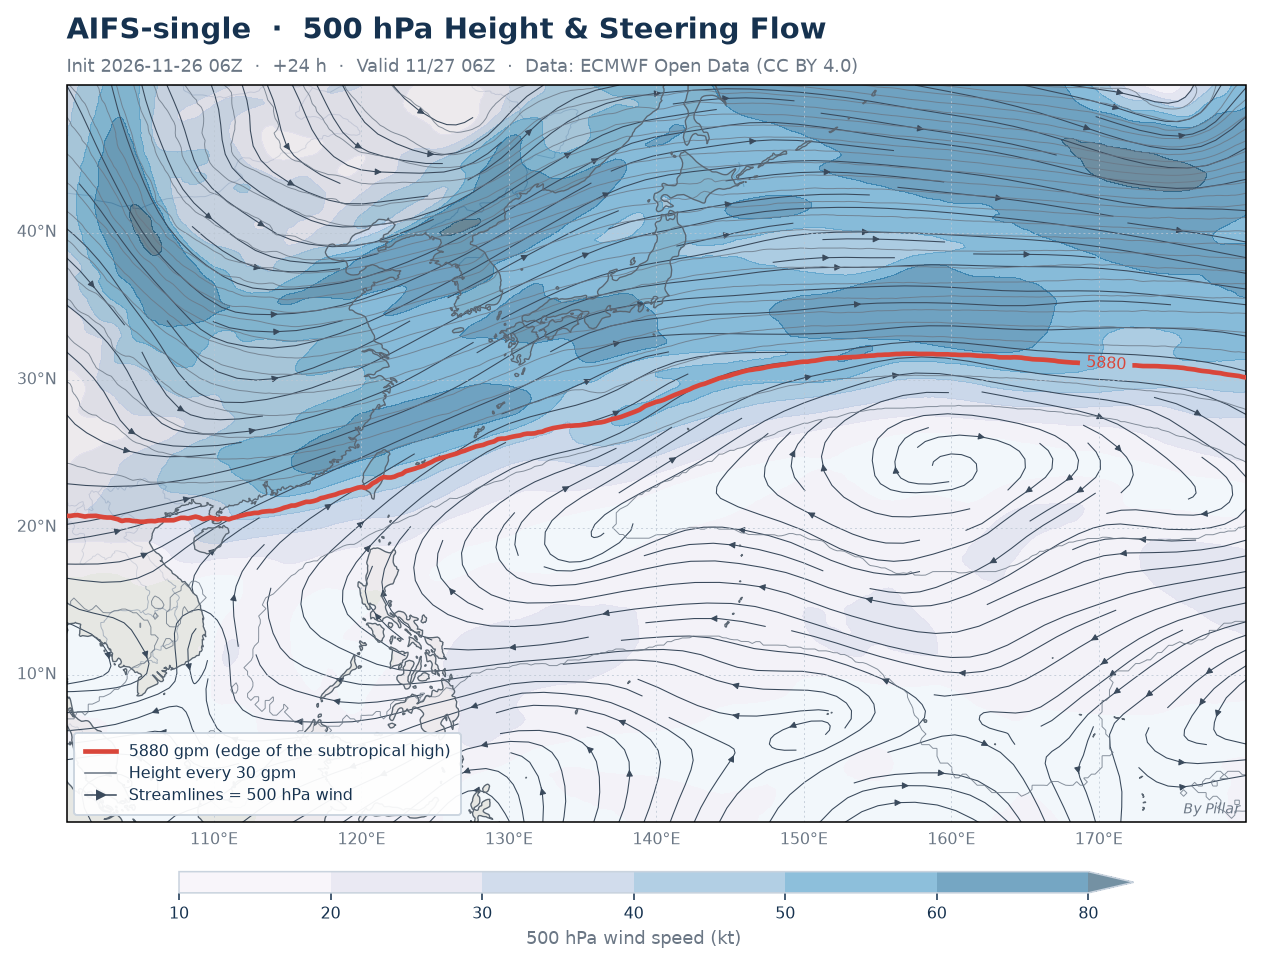 AIFS-single · 500 hPa Height & Steering Flow
Init 2026-11-26 06Z · +24 h · Valid 11/27 06Z · Data: ECMWF Open Data (CC BY 4.0)
40°N
30°N
20°N
10°N
5880
5880 gpm (edge of the subtropical high)
Height every 30 gpm
Streamlines = 500 hPa wind
By Pillar
110°E 120°E 130°E 140°E 150°E 160°E 170°E
10 20 30 40 50 60 80
500 hPa wind speed (kt)